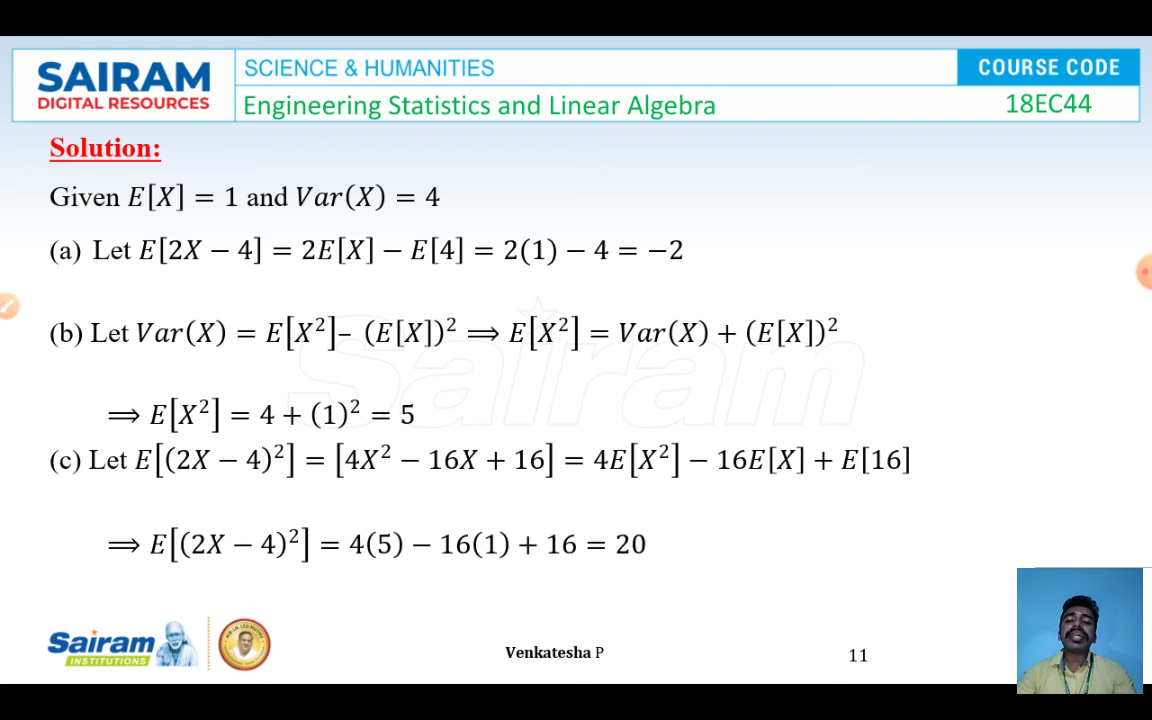 SAIRAM
DIGITAL RESOURCES
SCIENCE & HUMANITIES
COURSE CODE
Engineering Statistics and Linear Algebra
18EC44
Solution:
Given E[X] = 1 and Var(X) = 4
(a) Let E[2X − 4] = 2E[X] − E[4] = 2(1) − 4 = −2
(b) Let Var(X) = E[X²]– (E[X])² ⟹ E[X²] = Var(X) + (E[X])²
⟹ E[X²] = 4 + (1)² = 5
(c) Let E[(2X − 4)²] = [4X² − 16X + 16] = 4E[X²] − 16E[X] + E[16]
⟹ E[(2X − 4)²] = 4(5) − 16(1) + 16 = 20
Sairam
Sairam
INSTITUTIONS
Venkatesha P
11